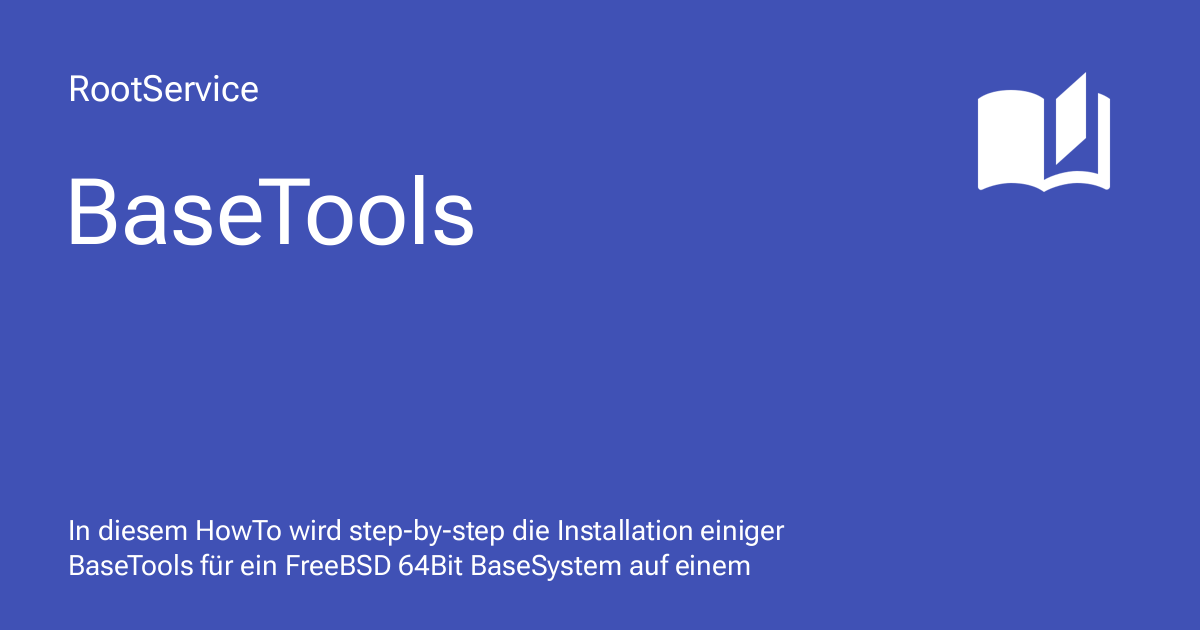 RootService
BaseTools
In diesem HowTo wird step-by-step die Installation einiger
BaseTools für ein FreeBSD 64Bit BaseSystem auf einem